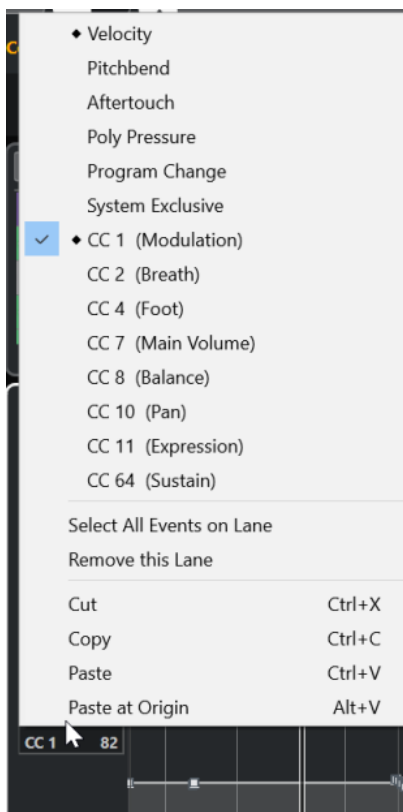 ◆ Velocity
Pitchbend
Aftertouch
Poly Pressure
Program Change
System Exclusive
✓ ◆ CC 1 (Modulation)
CC 2 (Breath)
CC 4 (Foot)
CC 7 (Main Volume)
CC 8 (Balance)
CC 10 (Pan)
CC 11 (Expression)
CC 64 (Sustain)
Select All Events on Lane
Remove this Lane
Cut Ctrl+X
Copy Ctrl+C
Paste Ctrl+V
Paste at Origin Alt+V
CC 1 82